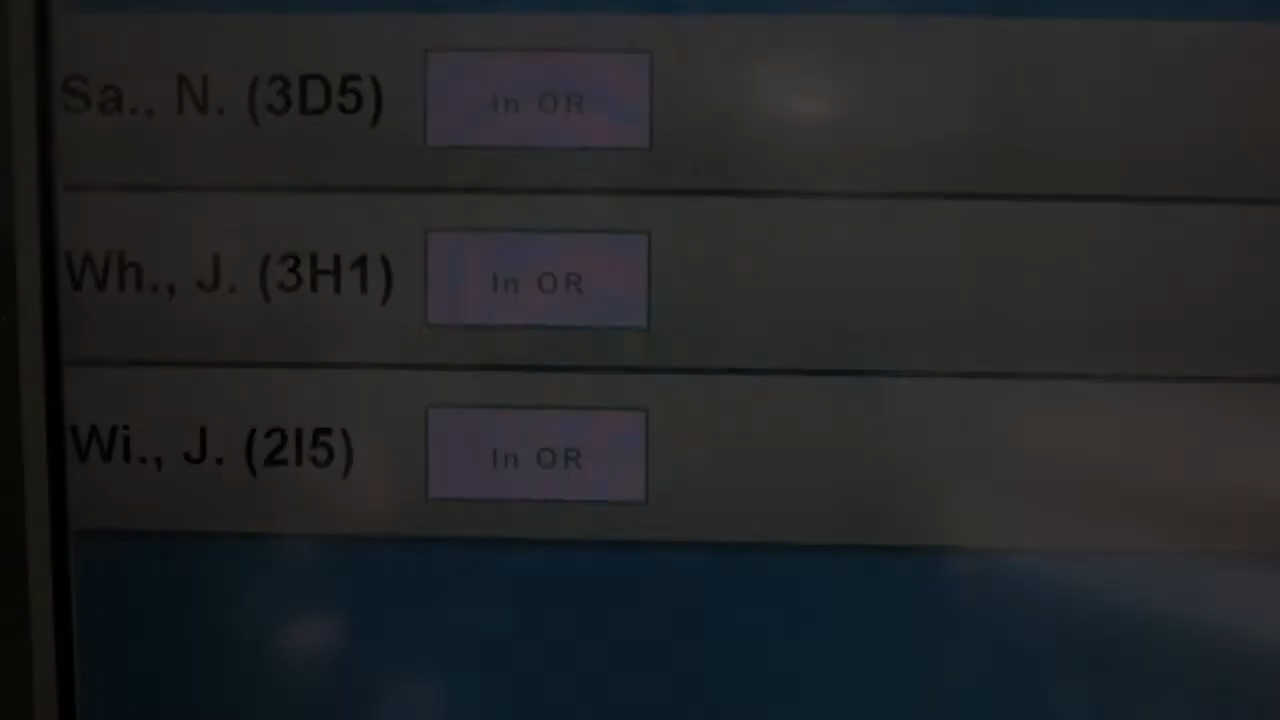 Sa., N. (3D5) In OR
Wh., J. (3H1) In OR
Wi., J. (2I5) In OR